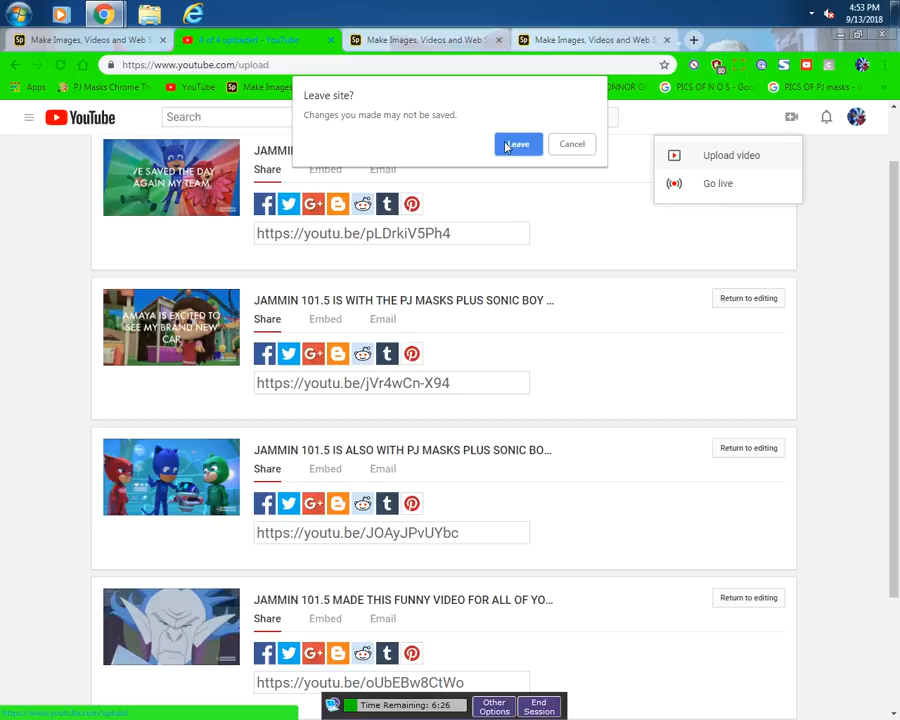 4:53 PM
9/13/2018
Make Images, Videos and Web S
4 of 4 uploaded - YouTube
Make Images, Videos and Web S
Make Images, Videos and Web S
https://www.youtube.com/upload
Apps
PJ Masks Chrome The
YouTube
Make Images
NNOR
PICS OF N O S - Goo
PICS OF PJ masks - G
Leave site?
Changes you made may not be saved.
Leave
Cancel
YouTube
Search
Upload video
Go live
I'VE SAVED THE DAY
AGAIN MY TEAM
JAMM
Share
Embed
Email
https://youtu.be/pLDrkiV5Ph4
AMAYA IS EXCITED TO
SEE MY BRAND NEW
CAR
JAMMIN 101.5 IS WITH THE PJ MASKS PLUS SONIC BOY ...
Return to editing
Share
Embed
Email
https://youtu.be/jVr4wCn-X94
JAMMIN 101.5 IS ALSO WITH PJ MASKS PLUS SONIC BO...
Return to editing
Share
Embed
Email
https://youtu.be/JOAyJPvUYbc
JAMMIN 101.5 MADE THIS FUNNY VIDEO FOR ALL OF YO...
Return to editing
Share
Embed
Email
https://youtu.be/oUbEBw8CtWo
https://www.youtube.com/upload
Time Remaining: 6:26
Other
Options
End
Session